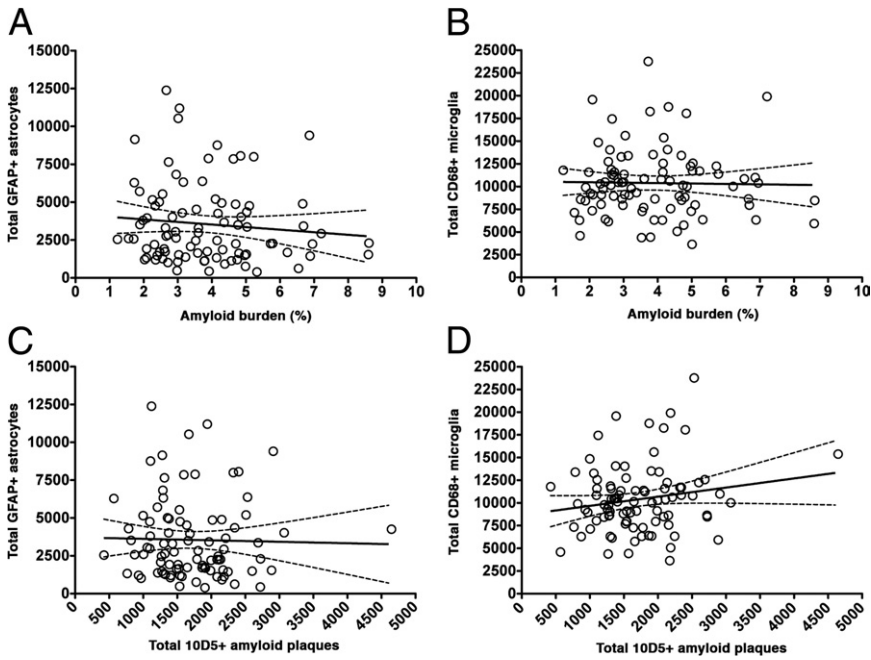 A
15000
12500
10000
7500
5000
2500
0
Total GFAP+ astrocytes
0 1 2 3 4 5 6 7 8 9 10
Amyloid burden (%)
B
25000
22500
20000
17500
15000
12500
10000
7500
5000
2500
0
Total CD68+ microglia
0 1 2 3 4 5 6 7 8 9 10
Amyloid burden (%)
C
15000
12500
10000
7500
5000
2500
0
Total GFAP+ astrocytes
0 500 1000 1500 2000 2500 3000 3500 4000 4500 5000
Total 10D5+ amyloid plaques
D
25000
22500
20000
17500
15000
12500
10000
7500
5000
2500
0
Total CD68+ microglia
0 500 1000 1500 2000 2500 3000 3500 4000 4500 5000
Total 10D5+ amyloid plaques